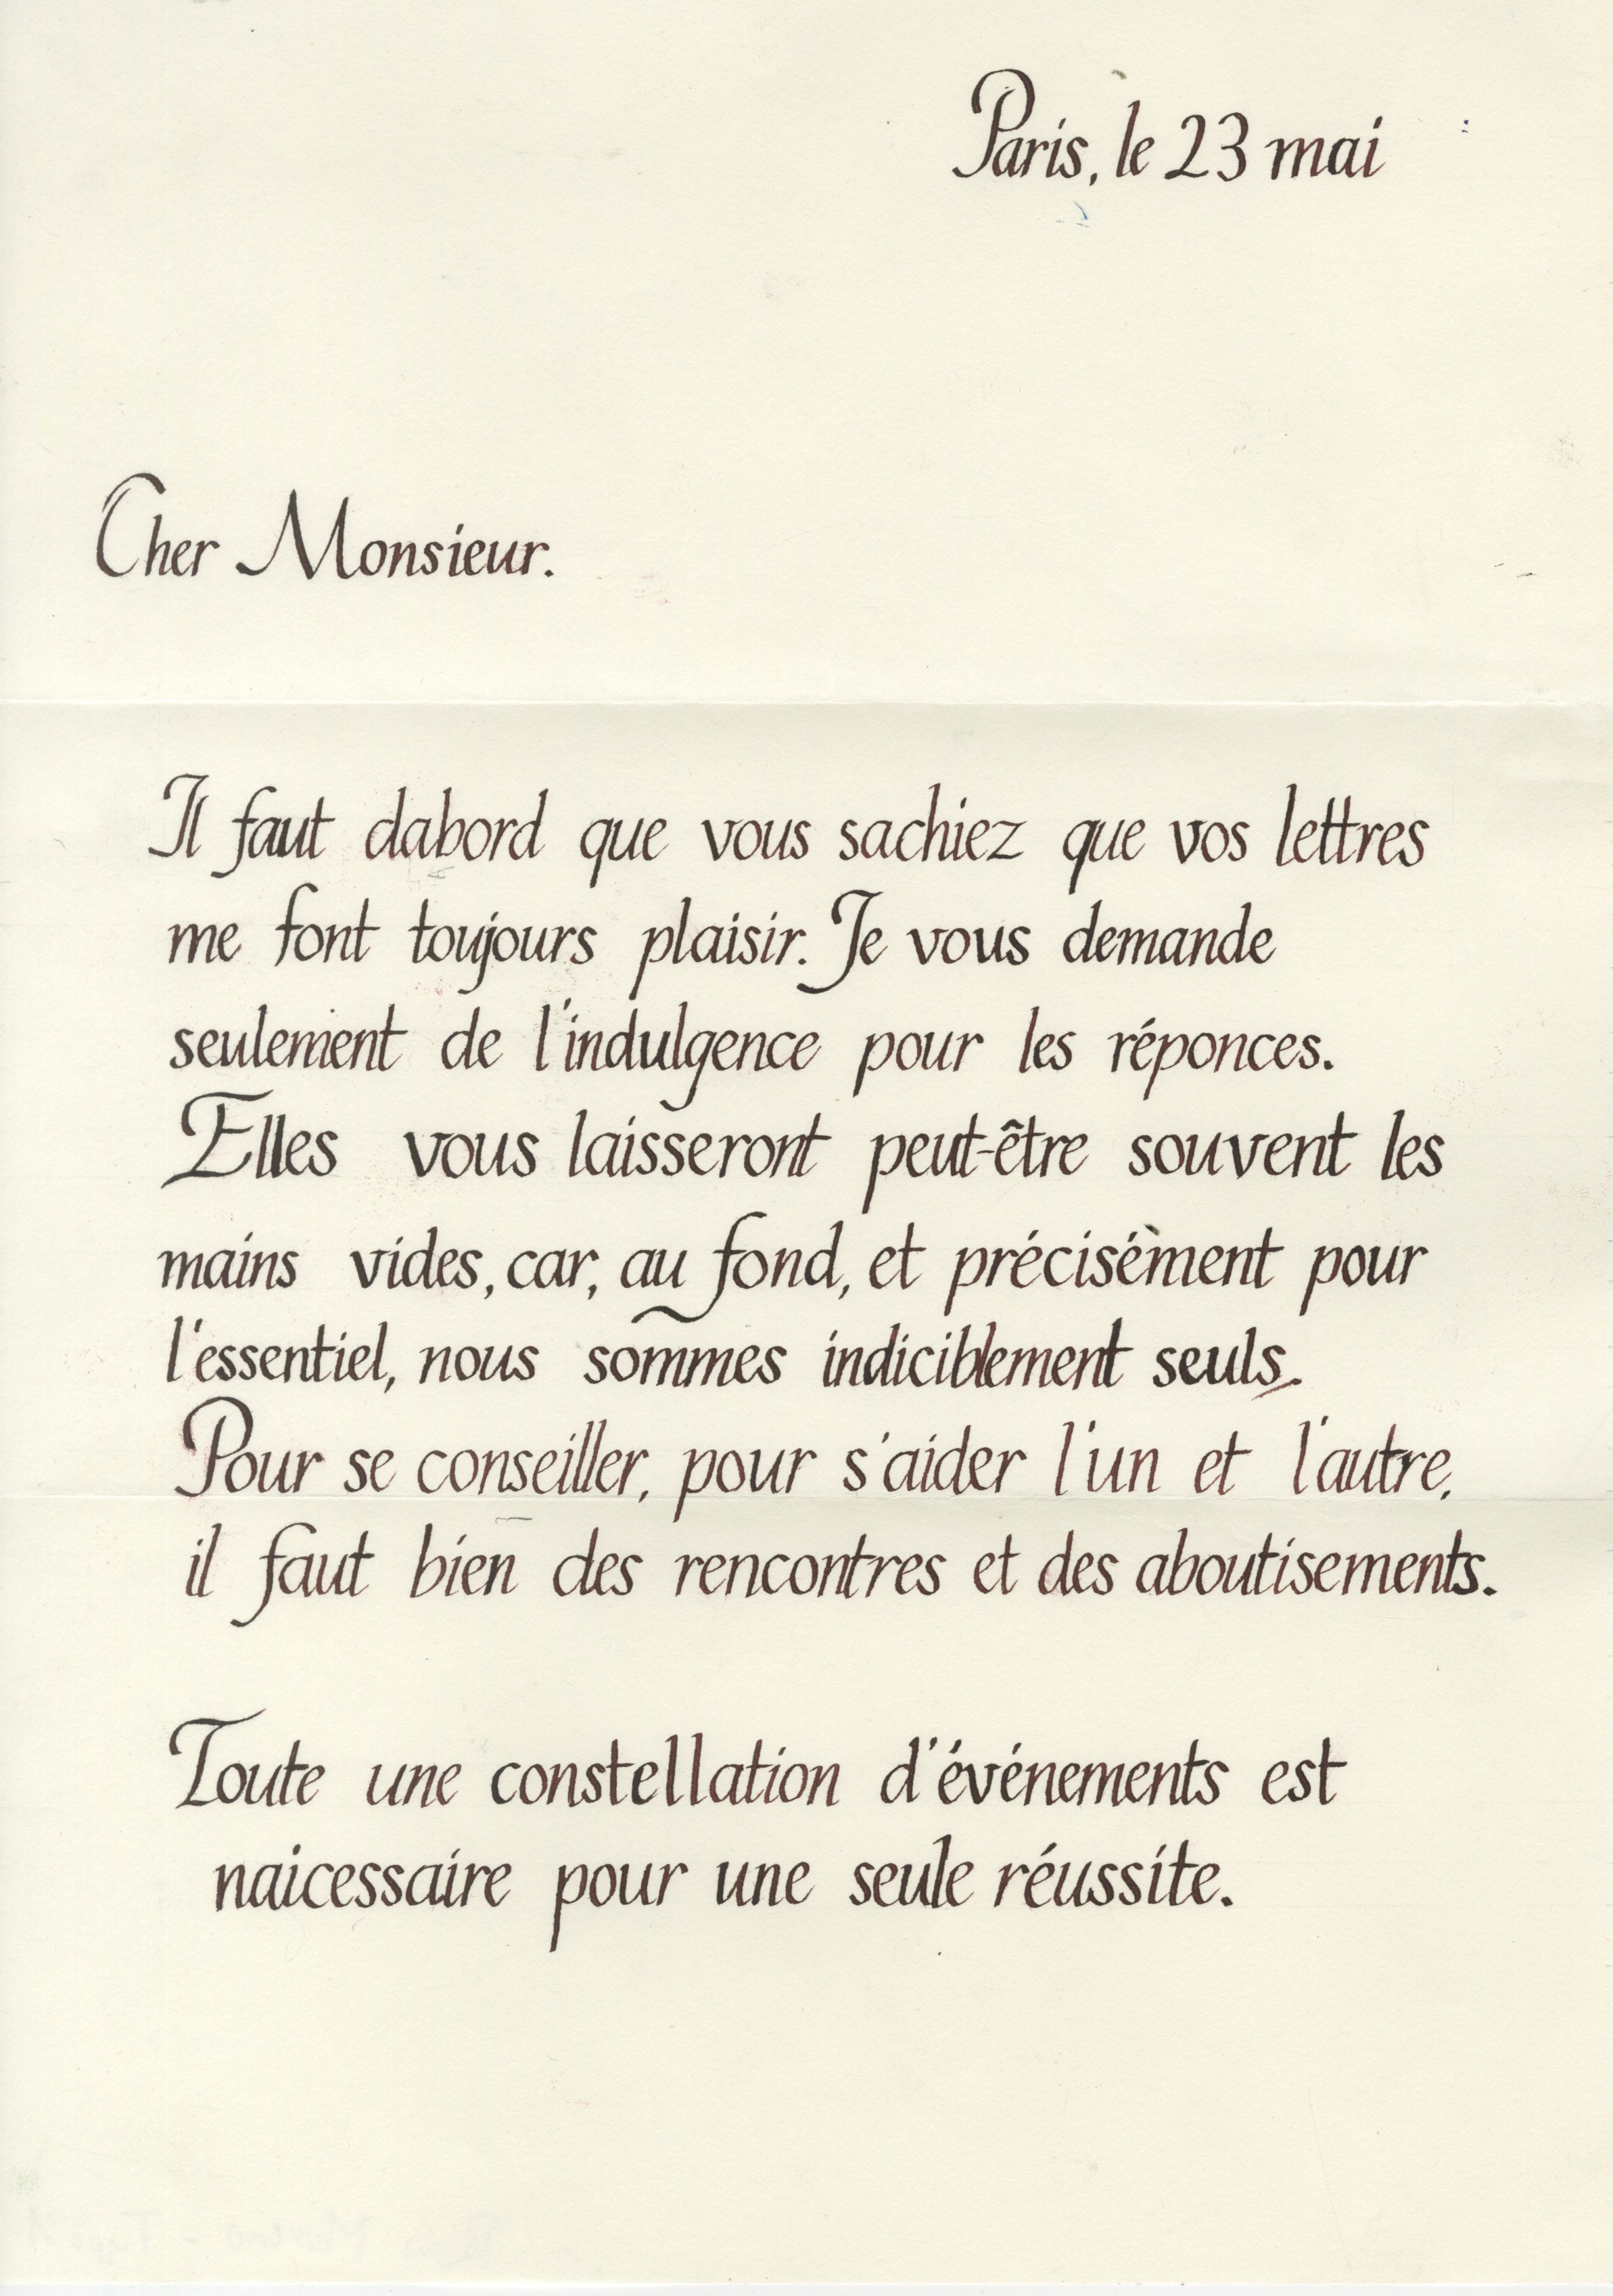 Paris, le 23 mai
Cher Monsieur.
Il faut dabord que vous sachiez que vos lettres
me font toujours plaisir. Je vous demande
seulement de l'indulgence pour les réponces.
Elles vous laisseront peut-être souvent les
mains vides, car, au fond, et précisément pour
l'essentiel, nous sommes indiciblement seuls.
Pour se conseiller, pour s'aider l'un et l'autre,
il faut bien des rencontres et des aboutisements.
Toute une constellation d'événements est
naicessaire pour une seule réussite.